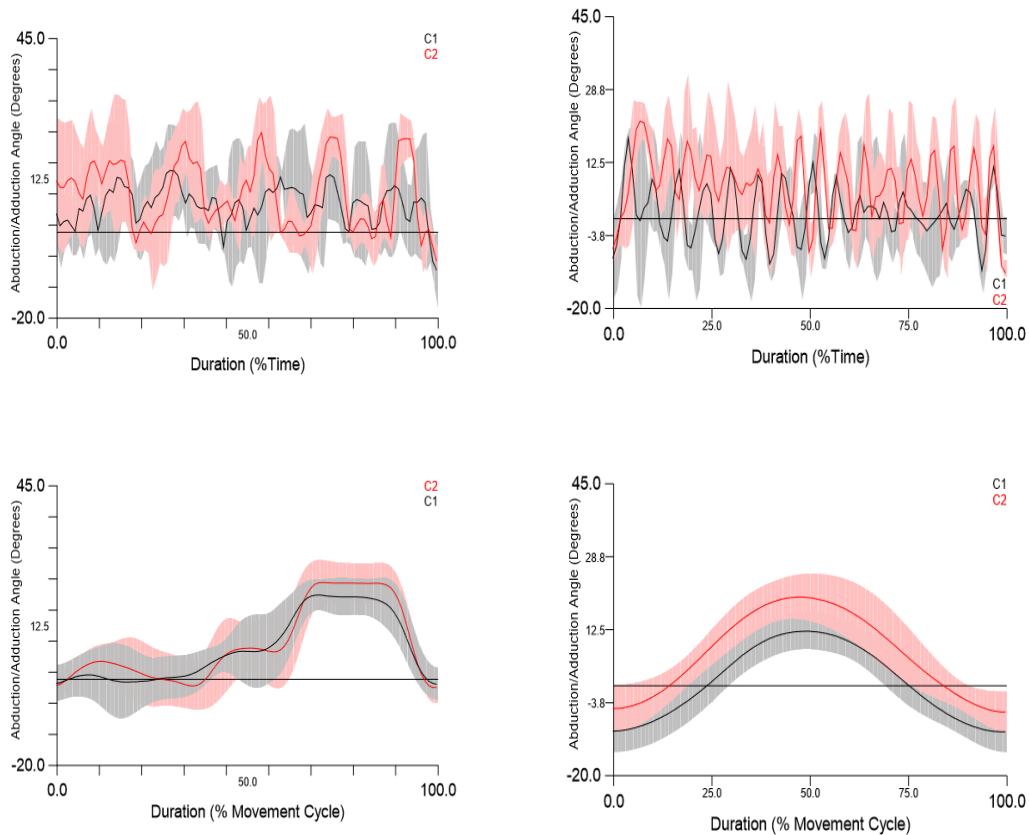 45.0
C1
C2
Abduction/Adduction Angle (Degrees)
12.5
-20.0
0.0
50.0
100.0
Duration (%Time)
45.0
Abduction/Adduction Angle (Degrees)
28.8
12.5
-3.8
C1
C2
-20.0
0.0
25.0
50.0
75.0
100.0
Duration (%Time)
45.0
C2
C1
Abduction/Adduction Angle (Degrees)
12.5
-20.0
0.0
50.0
100.0
Duration (% Movement Cycle)
45.0
C1
C2
Abduction/Adduction Angle (Degrees)
28.8
12.5
-3.8
-20.0
0.0
25.0
50.0
75.0
100.0
Duration (% Movement Cycle)